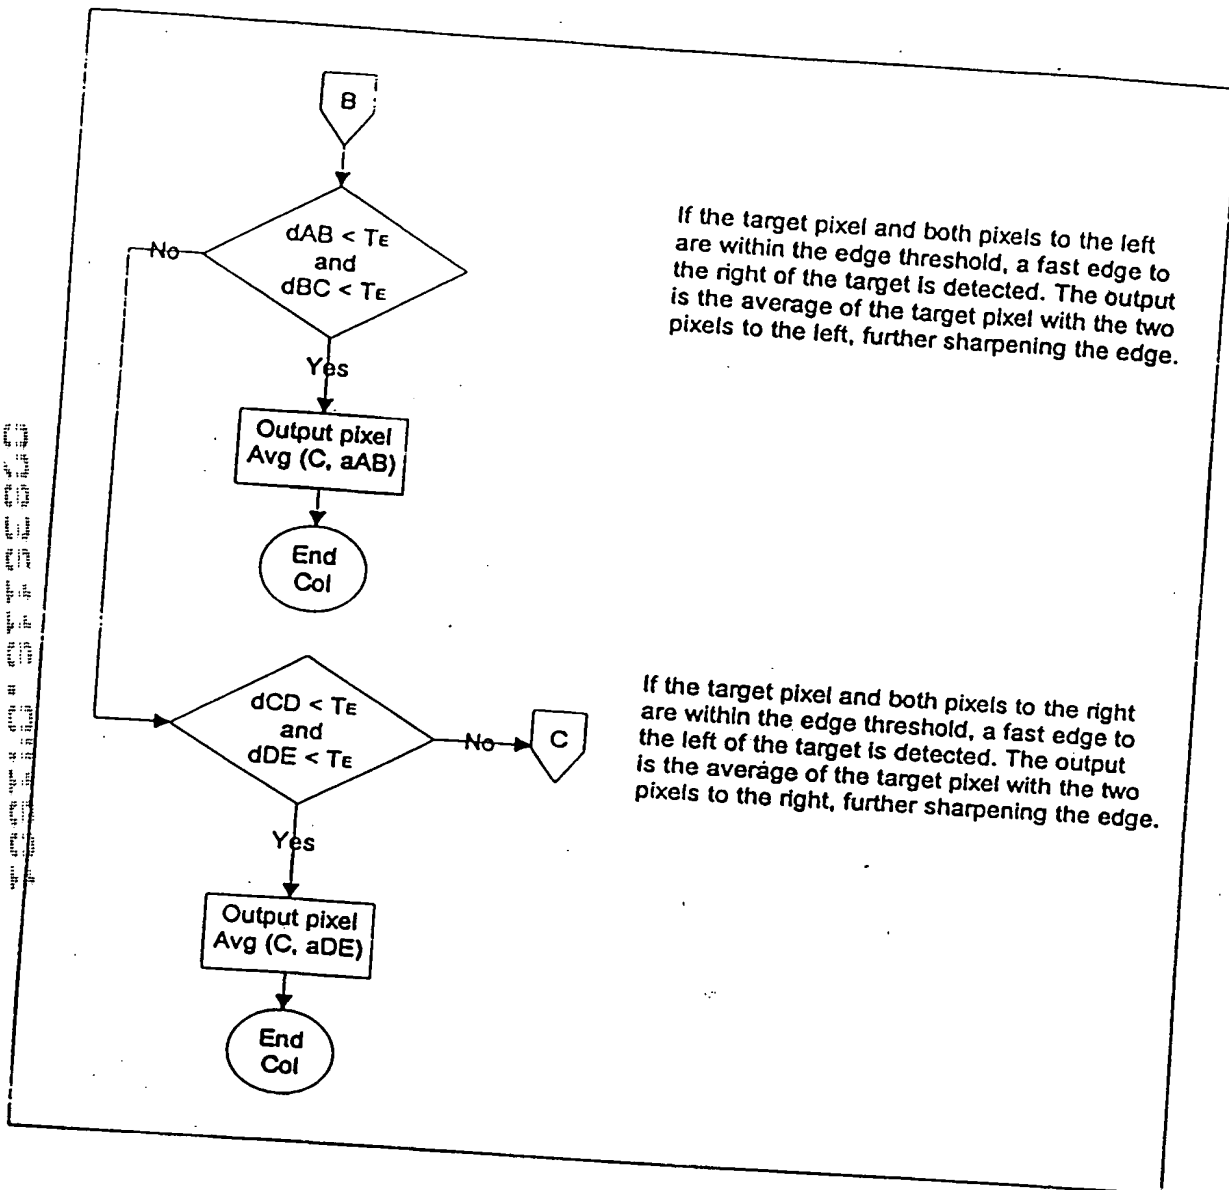 B
dAB < TE
and
dBC < TE
No
Yes
Output pixel
Avg (C, aAB)
End
Col
If the target pixel and both pixels to the left
are within the edge threshold, a fast edge to
the right of the target is detected. The output
is the average of the target pixel with the two
pixels to the left, further sharpening the edge.
dCD < TE
and
dDE < TE
No
C
Yes
Output pixel
Avg (C, aDE)
End
Col
If the target pixel and both pixels to the right
are within the edge threshold, a fast edge to
the left of the target is detected. The output
is the average of the target pixel with the two
pixels to the right, further sharpening the edge.